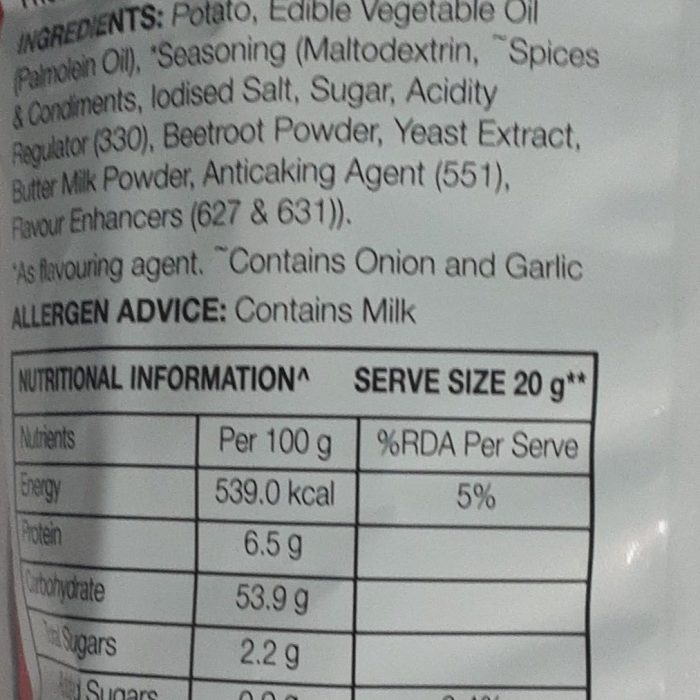 INGREDIENTS: Potato, Edible Vegetable Oil
(Palmolein Oil), *Seasoning (Maltodextrin, ~Spices
& Condiments, Iodised Salt, Sugar, Acidity
Regulator (330), Beetroot Powder, Yeast Extract,
Butter Milk Powder, Anticaking Agent (551),
Flavour Enhancers (627 & 631)).
*As flavouring agent. ~Contains Onion and Garlic
ALLERGEN ADVICE: Contains Milk
NUTRITIONAL INFORMATION^ SERVE SIZE 20 g**
Nutrients Per 100 g %RDA Per Serve
Energy 539.0 kcal 5%
Protein 6.5 g
Carbohydrate 53.9 g
Total Sugars 2.2 g
Sugars